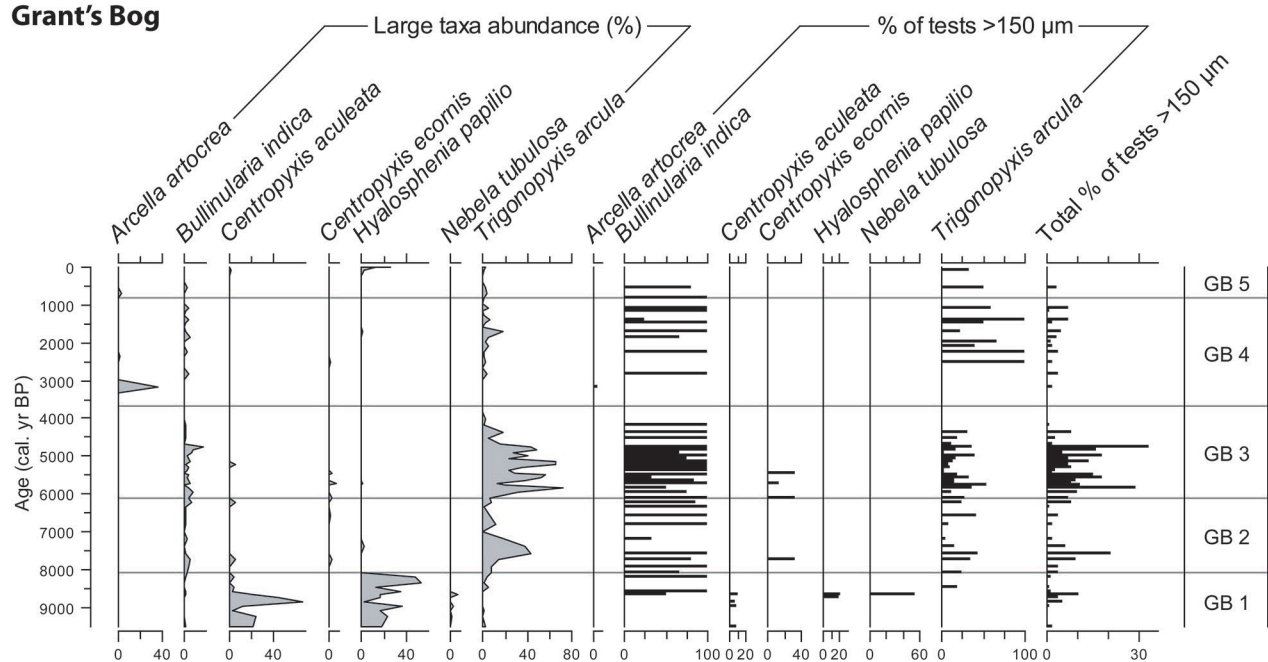 Grant's Bog
Large taxa abundance (%)
% of tests >150 µm
Arcella artocrea
Bullinularia indica
Centropyxis aculeata
Centropyxis ecornis
Hyalosphenia papilio
Nebela tubulosa
Trigonopyxis arcula
Arcella artocrea
Bullinularia indica
Centropyxis aculeata
Centropyxis ecornis
Hyalosphenia papilio
Nebela tubulosa
Trigonopyxis arcula
Total % of tests >150 µm
Age (cal. yr BP)
0
1000
2000
3000
4000
5000
6000
7000
8000
9000
GB 5
GB 4
GB 3
GB 2
GB 1
0 40 0 0 40 0 0 40 0 0 40 80 0 0 100 0 20 0 40 0 20 0 60 0 100 0 30